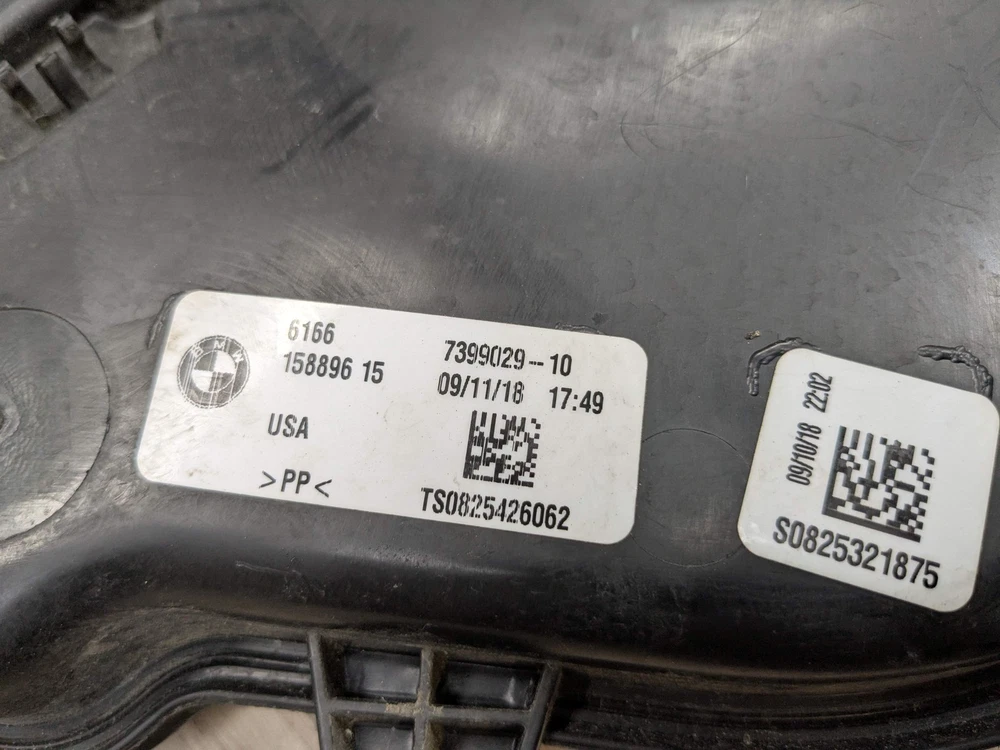 BMW
6166
158896 15
7399029-10
09/11/18 17:49
USA
>PP<
TS0825426062
09/10/18 22:02
S0825321875